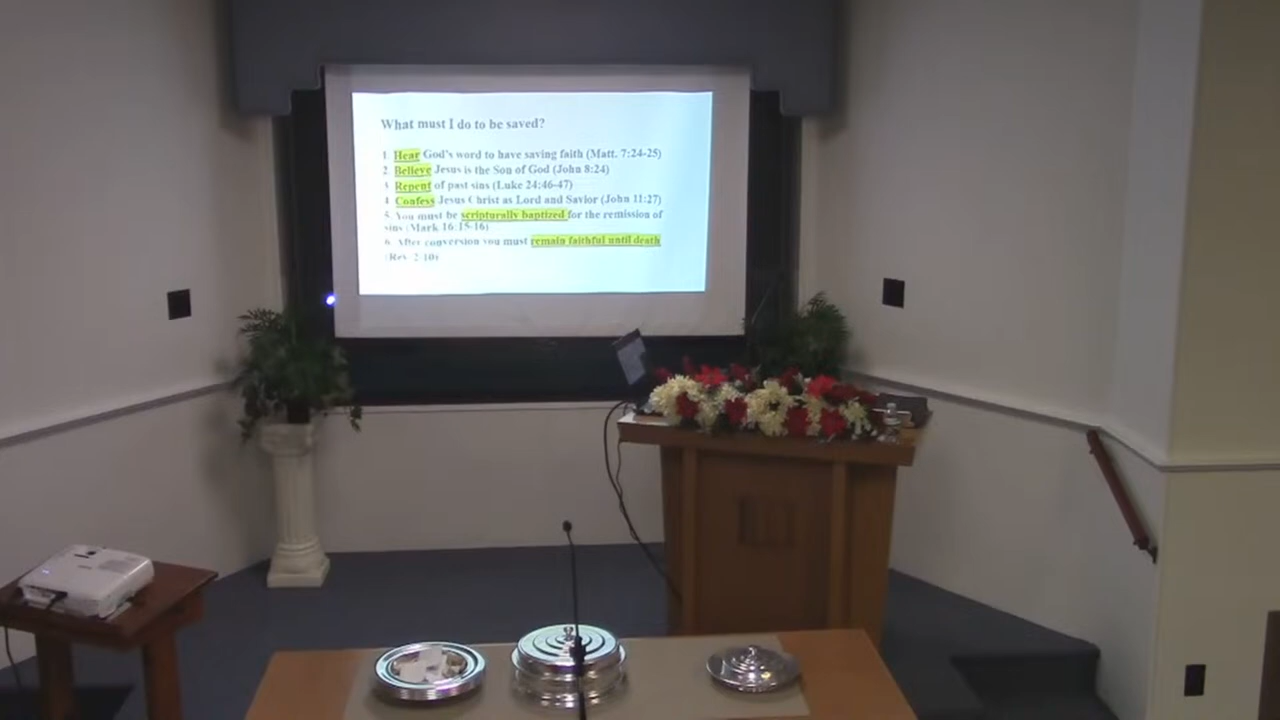 What must I do to be saved?
1. Hear God's word to have saving faith (Matt. 7:24-25)
2. Believe Jesus is the Son of God (John 8:24)
3. Repent of past sins (Luke 24:46-47)
4. Confess Jesus Christ as Lord and Savior (John 11:27)
5. You must be scripturally baptized for the remission of
sins (Mark 16:15-16)
6. After conversion you must remain faithful until death
(Rev. 2:10)